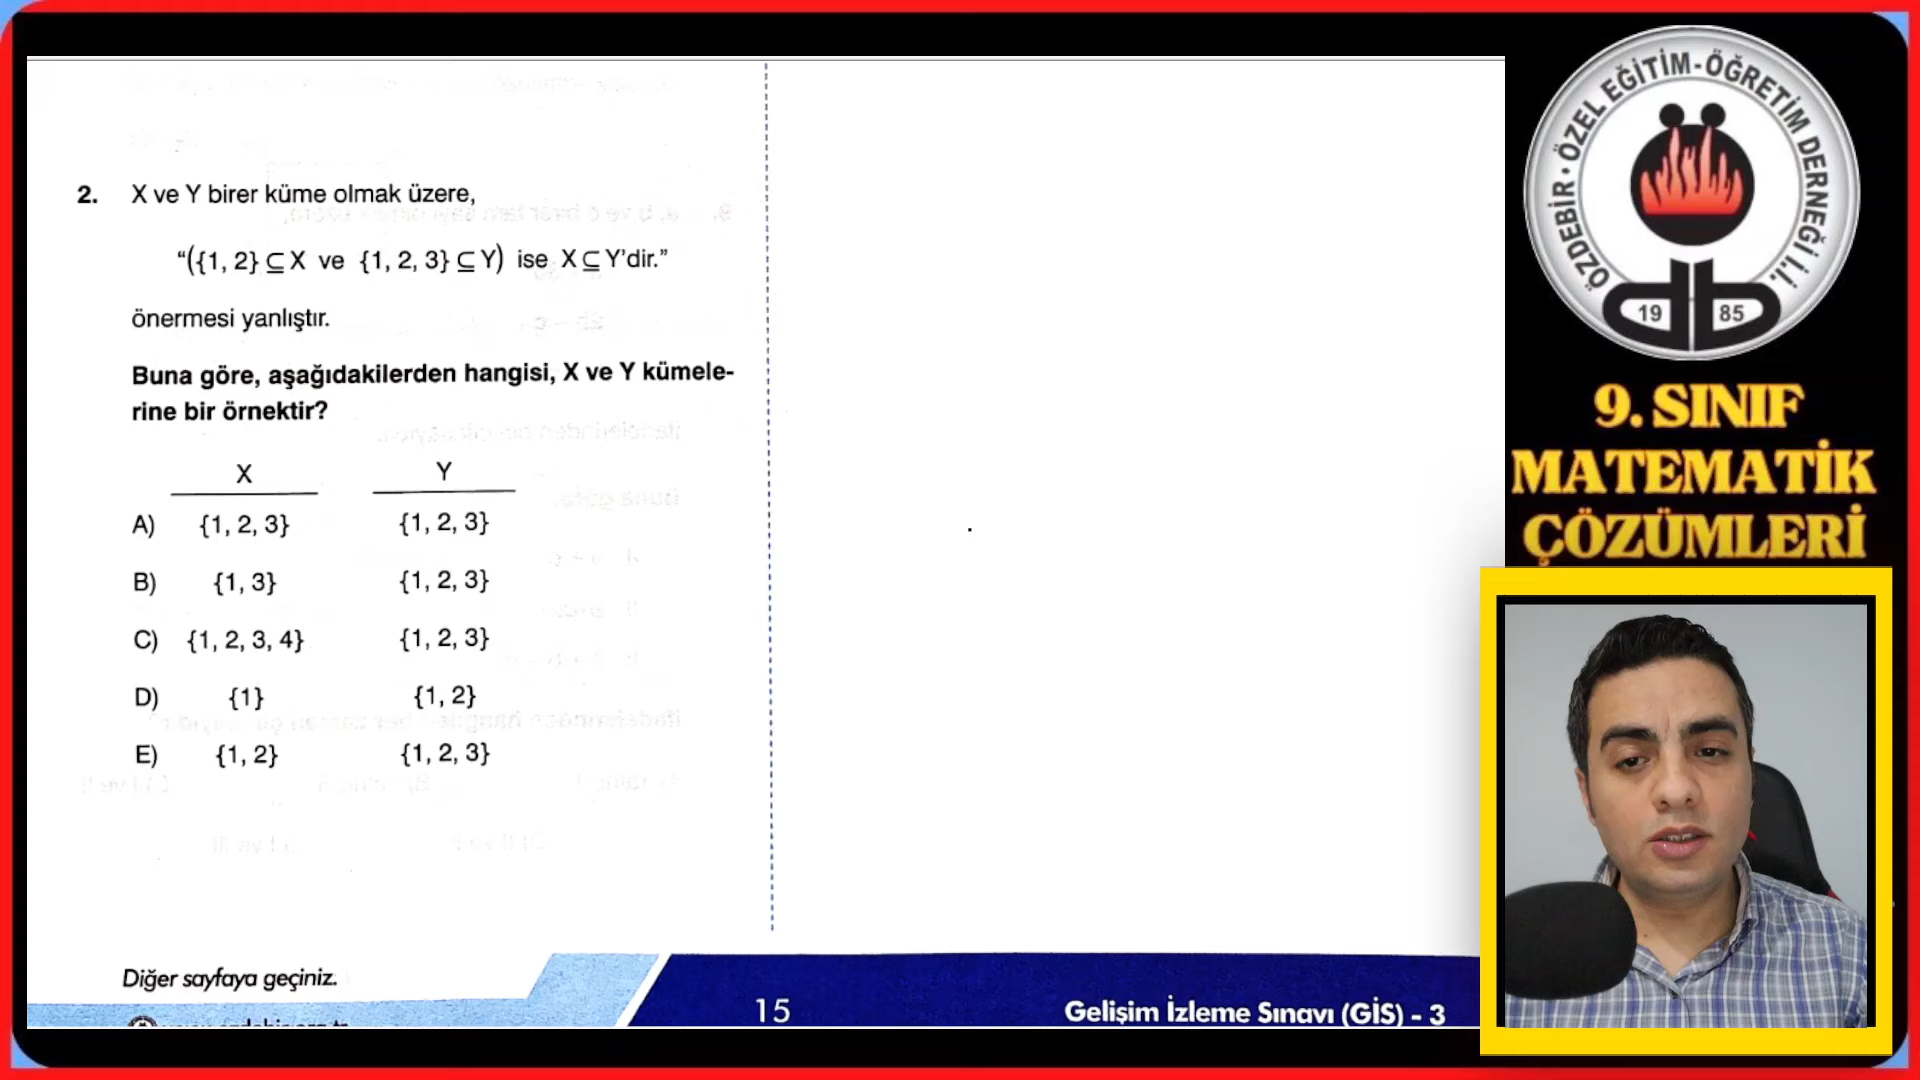 2. X ve Y birer küme olmak üzere,
“({1, 2} ⊆ X ve {1, 2, 3} ⊆ Y) ise X ⊆ Y’dir.”
önermesi yanlıştır.
Buna göre, aşağıdakilerden hangisi, X ve Y kümele-
rine bir örnektir?
X Y
A) {1, 2, 3} {1, 2, 3}
B) {1, 3} {1, 2, 3}
C) {1, 2, 3, 4} {1, 2, 3}
D) {1} {1, 2}
E) {1, 2} {1, 2, 3}
Diğer sayfaya geçiniz.
15
Gelişim İzleme Sınavı (GİS) - 3
ÖZDEBİR · ÖZEL EĞİTİM-ÖĞRETİM DERNEĞİ İ.İ.
19 85
9. SINIF
MATEMATİK
ÇÖZÜMLERİ